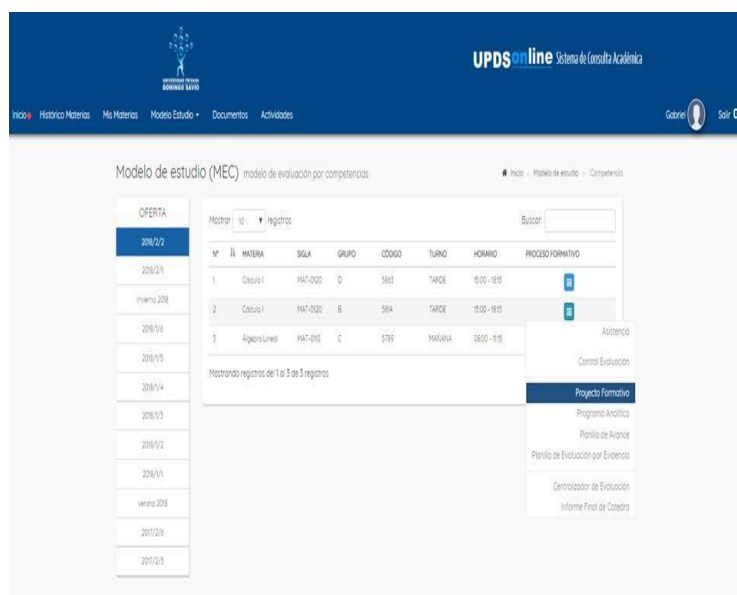 UNIVERSIDAD PRIVADA
DOMINGO SAVIO
UPDSonline Sistema de Consulta Académica
Inicio Histórico Materias Mis Materias Modelo Estudio Documentos Actividades Gabriel Salir
Modelo de estudio (MEC) modelo de evaluación por competencias
Inicio > Modelo de estudio > Competencia
OFERTA
2018/2/2
2018/2/1
invierno 2018
2018/1/6
2018/1/5
2018/1/4
2018/1/3
2018/1/2
2018/1/1
verano 2018
2017/2/6
2017/2/5
Mostrar 10 registros Buscar:
N° MATERIA SIGLA GRUPO CÓDIGO TURNO HORARIO PROCESO FORMATIVO
1 Calculo I MAT-0120 D 5863 TARDE 15:00 - 18:15
2 Calculo I MAT-0120 B 5814 TARDE 15:00 - 18:15
3 Álgebra Lineal MAT-0110 C 5789 MAÑANA 08:00 - 11:15
Mostrando registros del 1 al 3 de 3 registros
Asistencia
Control Evaluación
Proyecto Formativo
Programa Analítico
Planilla de Avance
Planilla de Evaluación por Evidencia
Centralizador de Evaluación
Informe Final de Catedra